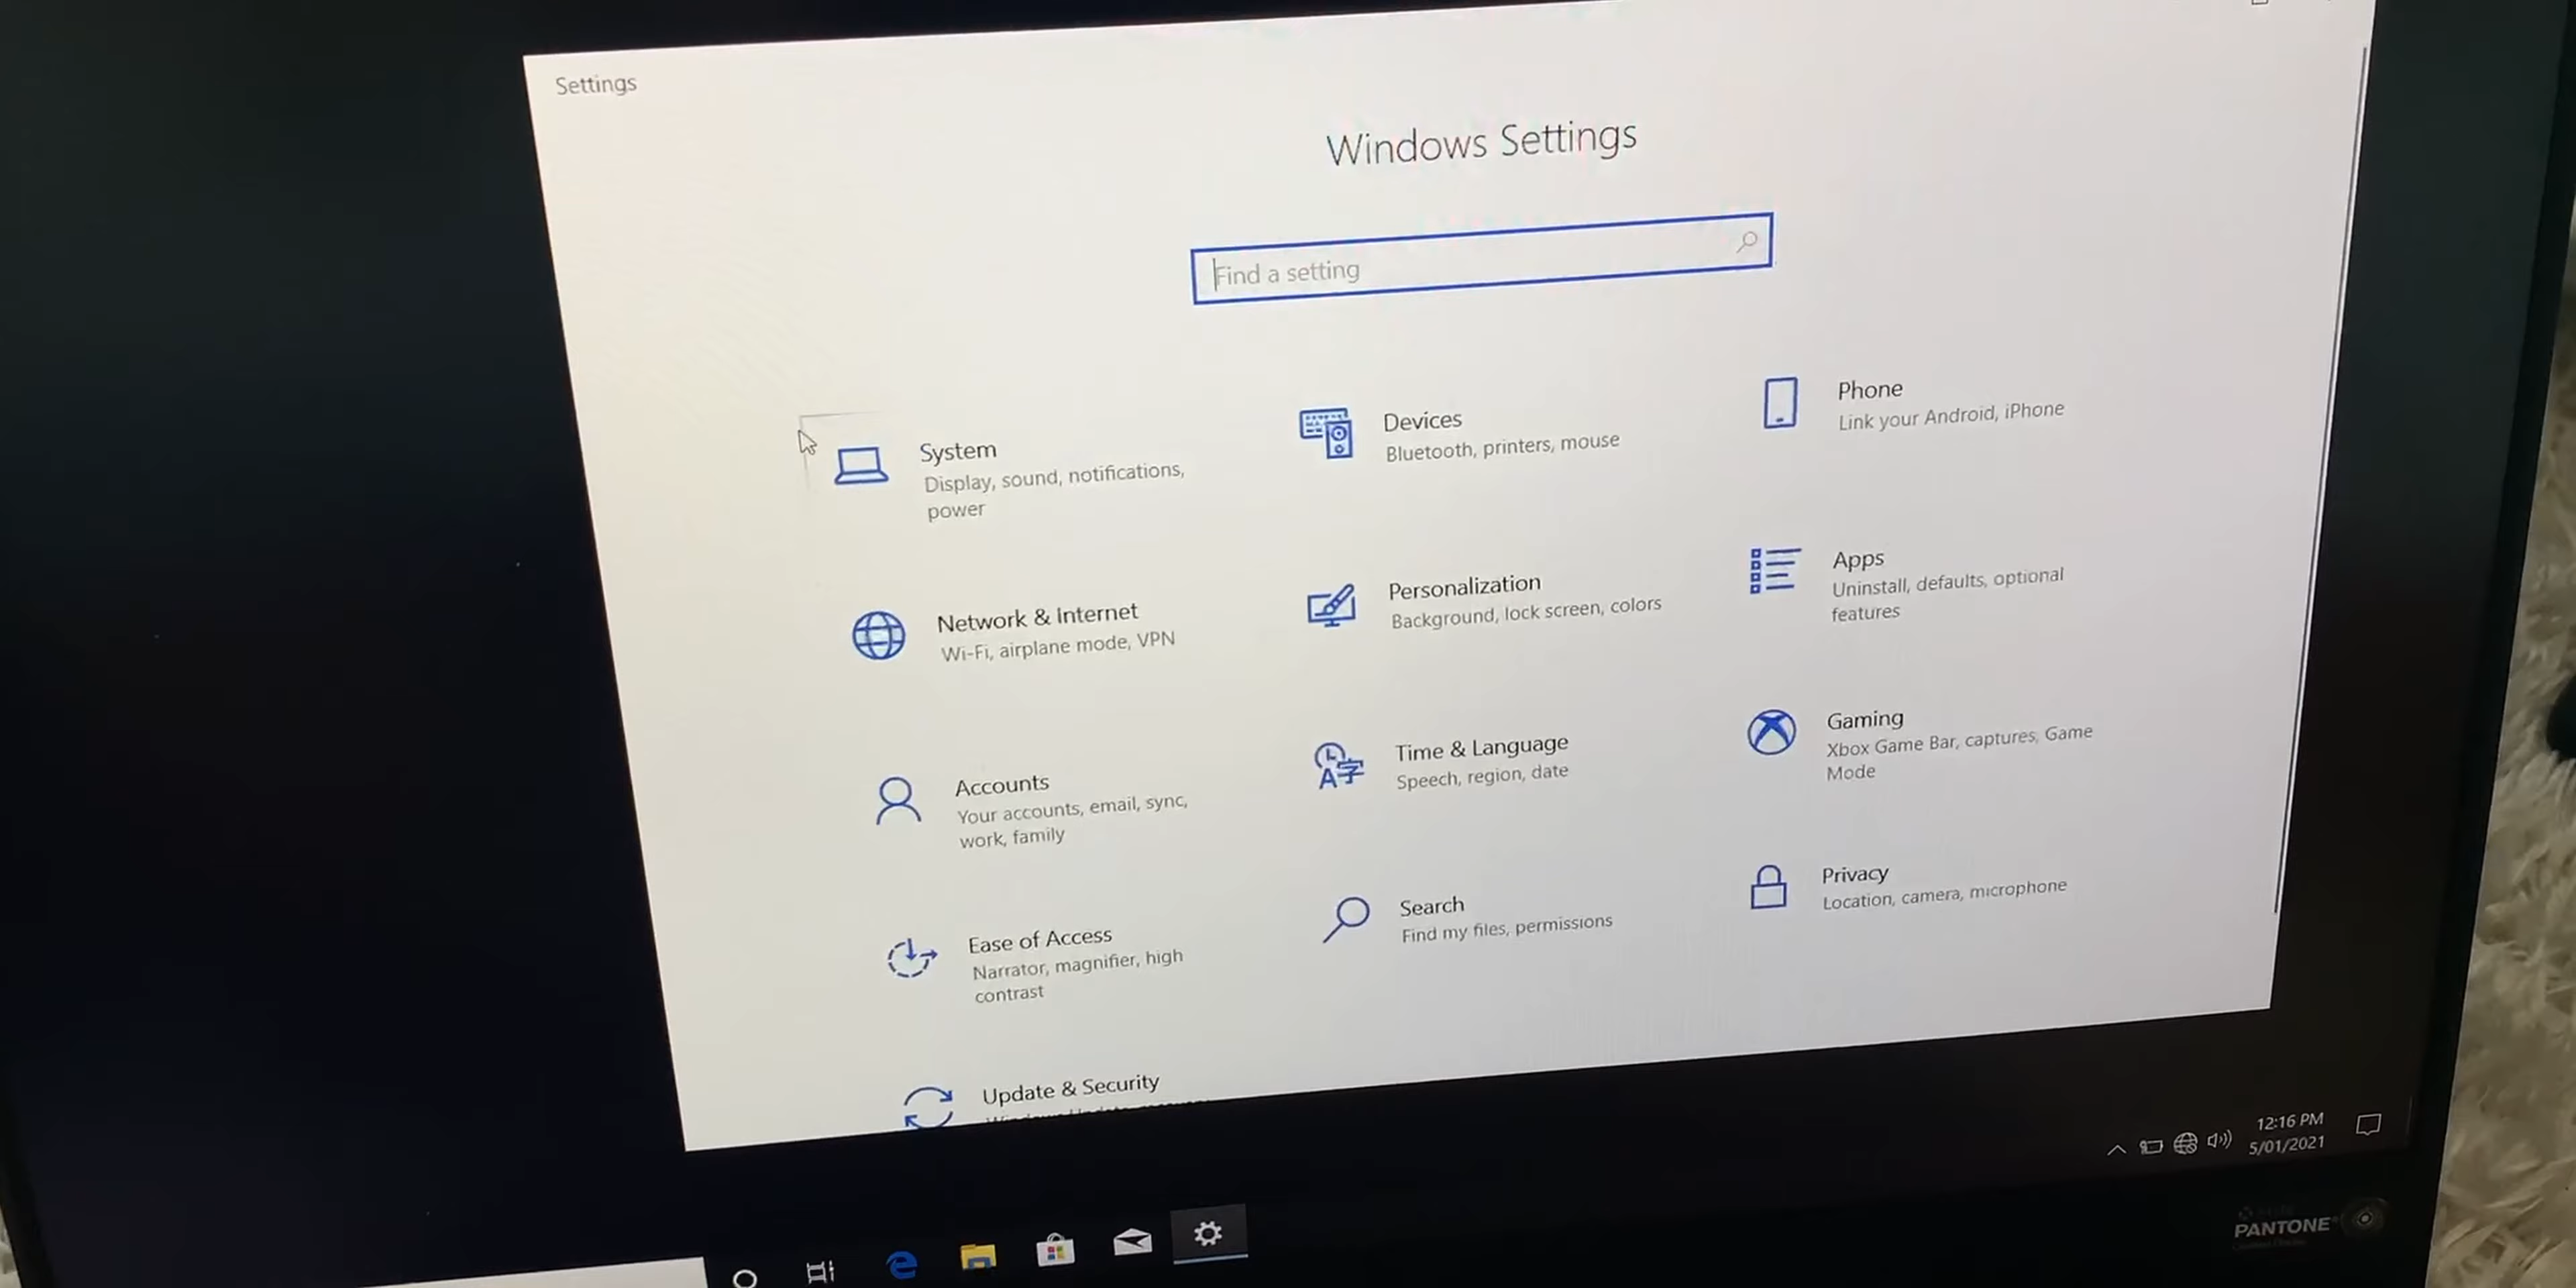 Settings
Windows Settings
Find a setting
System
Display, sound, notifications,
power
Devices
Bluetooth, printers, mouse
Phone
Link your Android, iPhone
Network & Internet
Wi-Fi, airplane mode, VPN
Personalization
Background, lock screen, colors
Apps
Uninstall, defaults, optional
features
Accounts
Your accounts, email, sync,
work, family
Time & Language
Speech, region, date
Gaming
Xbox Game Bar, captures, Game
Mode
Ease of Access
Narrator, magnifier, high
contrast
Search
Find my files, permissions
Privacy
Location, camera, microphone
Update & Security
12:16 PM
5/01/2021
PANTONE